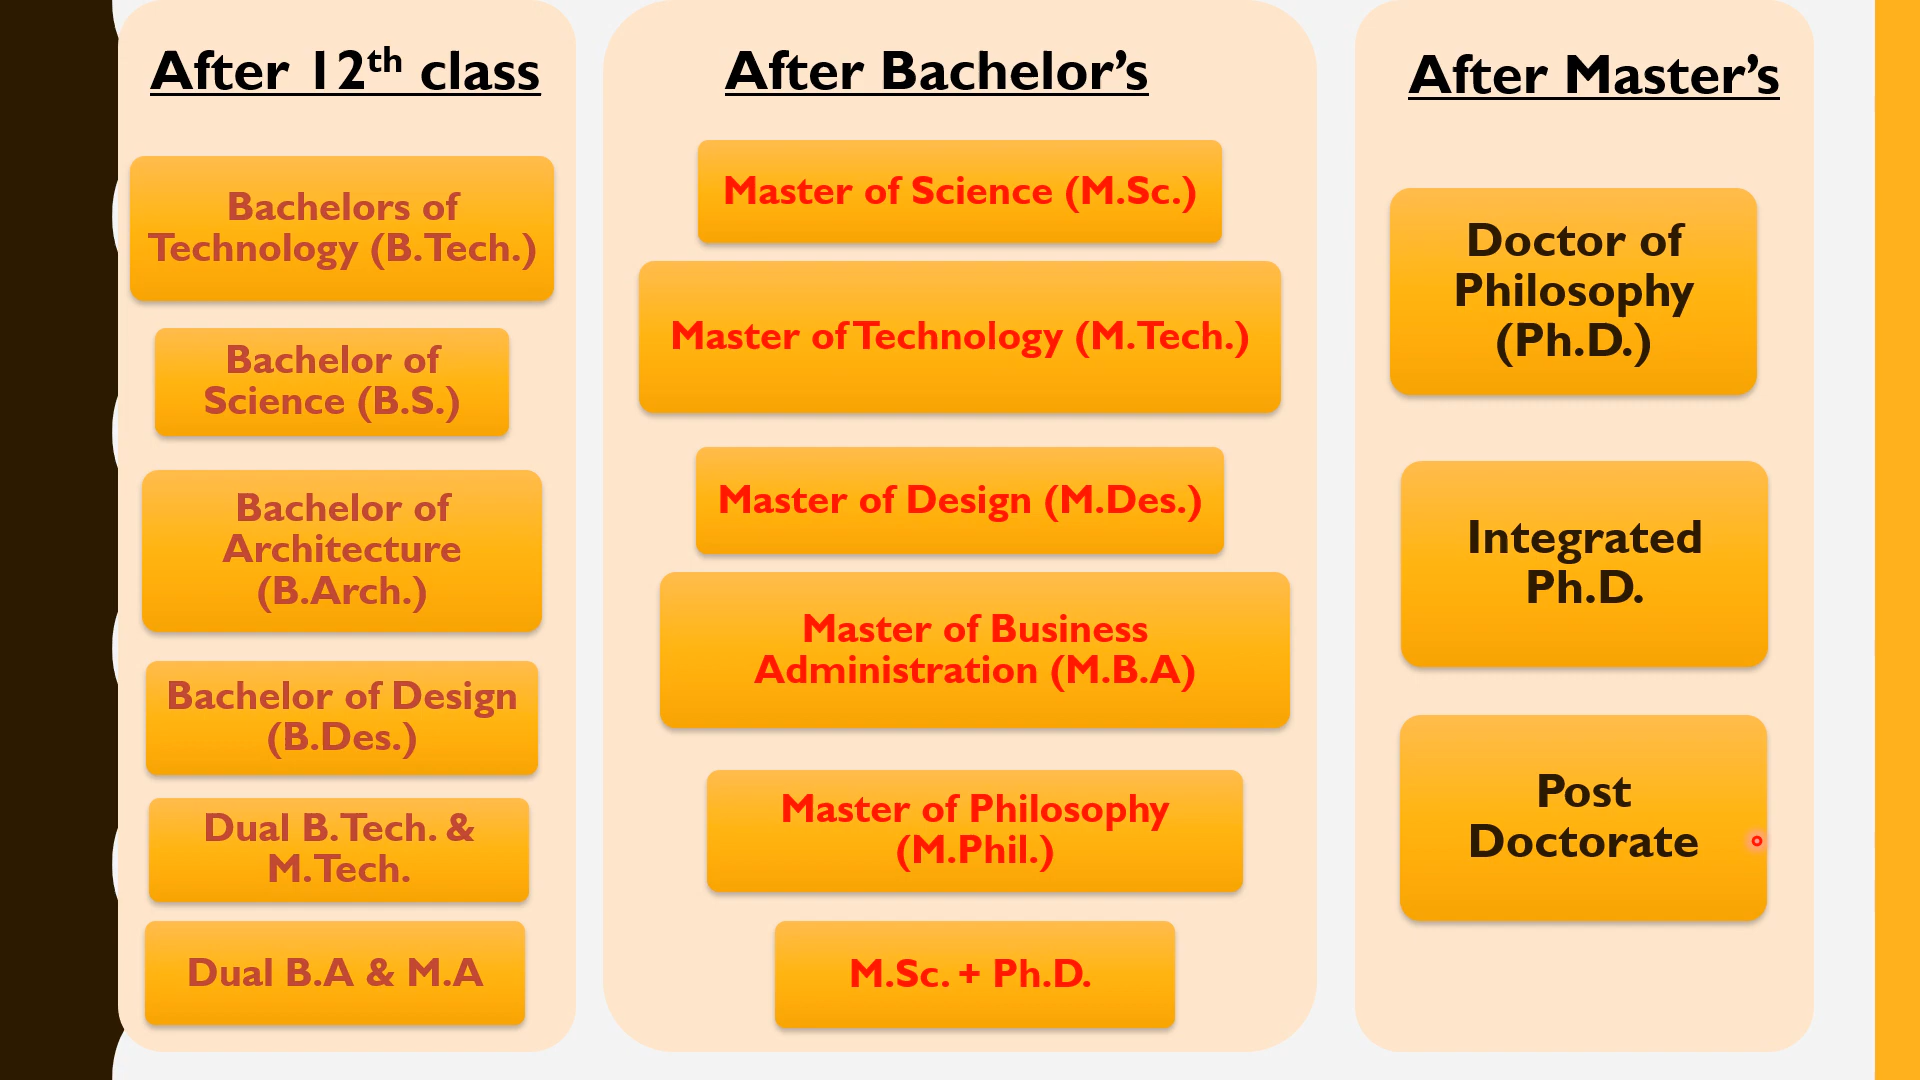 After 12th class
Bachelors of
Technology (B.Tech.)
Bachelor of
Science (B.S.)
Bachelor of
Architecture
(B.Arch.)
Bachelor of Design
(B.Des.)
Dual B.Tech. &
M.Tech.
Dual B.A & M.A
After Bachelor’s
Master of Science (M.Sc.)
Master of Technology (M.Tech.)
Master of Design (M.Des.)
Master of Business
Administration (M.B.A)
Master of Philosophy
(M.Phil.)
M.Sc. + Ph.D.
After Master’s
Doctor of
Philosophy
(Ph.D.)
Integrated
Ph.D.
Post
Doctorate